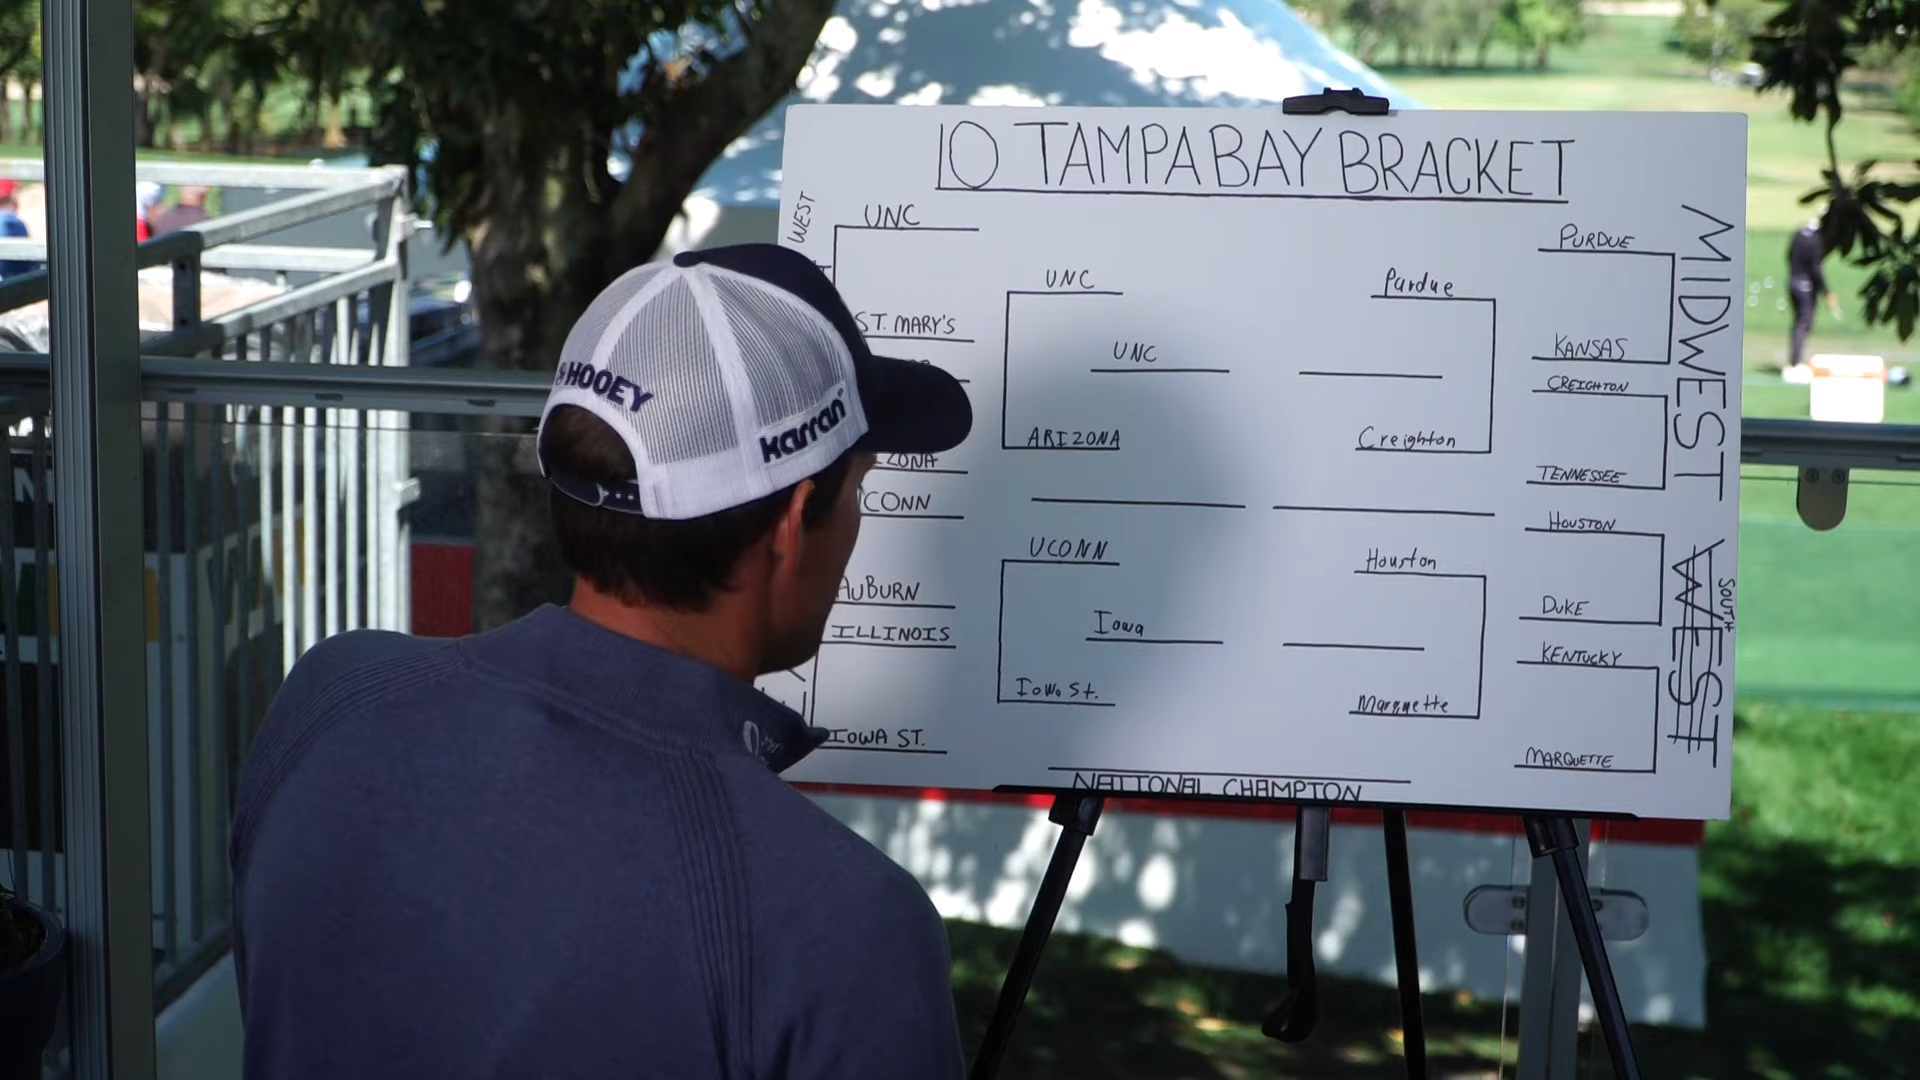 10 TAMPA BAY BRACKET
WEST
UNC
ST. MARY'S
ZONA
CONN
AUBURN
ILLINOIS
IOWA ST.
UNC
UNC
ARIZONA
UCONN
Iowa
Iowa St.
Purdue
Creighton
Houston
Marquette
PURDUE
KANSAS
CREIGHTON
TENNESSEE
HOUSTON
DUKE
KENTUCKY
MARQUETTE
MIDWEST
WEST
SOUTH
NATIONAL CHAMPION
HOOEY
karran